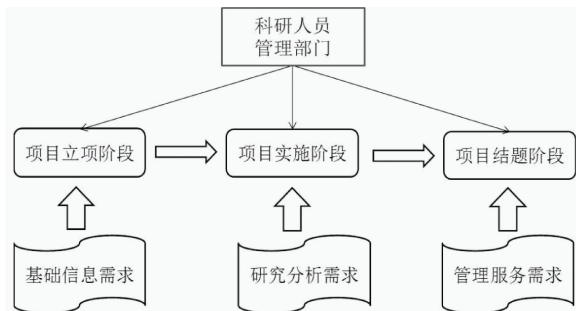 科研人员
管理部门
项目立项阶段
项目实施阶段
项目结题阶段
基础信息需求
研究分析需求
管理服务需求